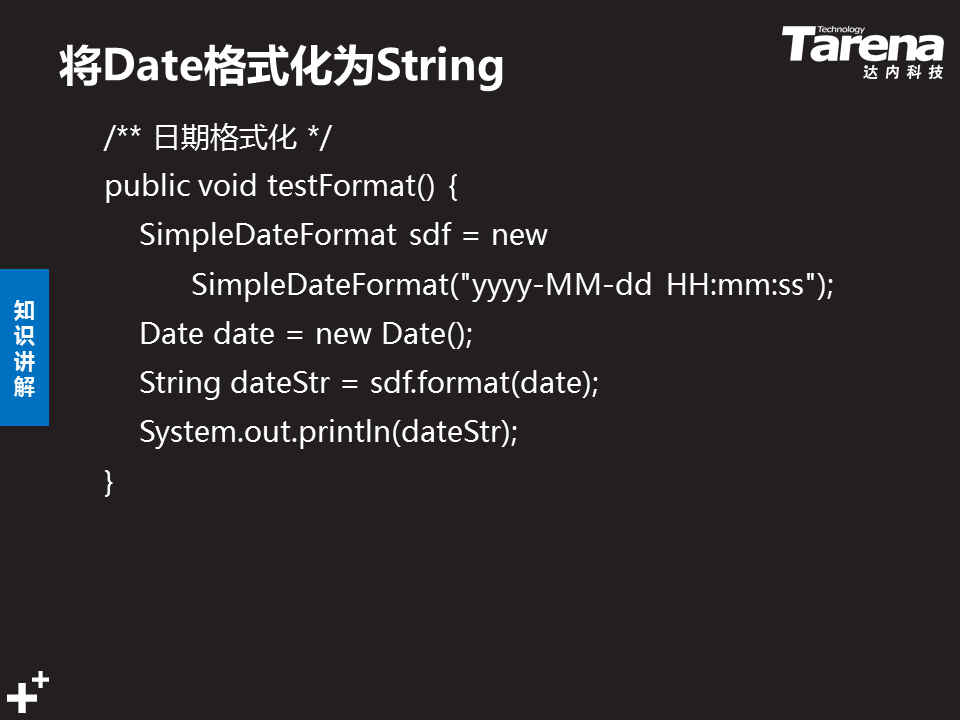 将Date格式化为String
Technology
Tarena
达内科技
/** 日期格式化 */
public void testFormat() {
SimpleDateFormat sdf = new
SimpleDateFormat("yyyy-MM-dd HH:mm:ss");
Date date = new Date();
String dateStr = sdf.format(date);
System.out.println(dateStr);
}
知
识
讲
解